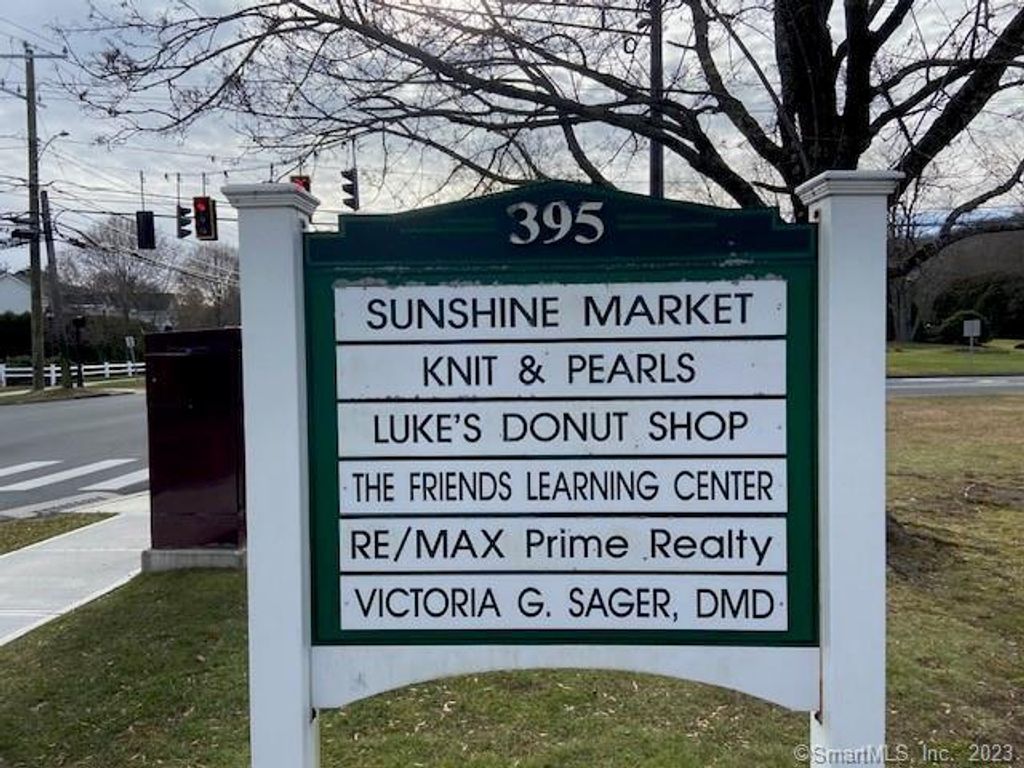 395
SUNSHINE MARKET
KNIT & PEARLS
LUKE'S DONUT SHOP
THE FRIENDS LEARNING CENTER
RE/MAX Prime Realty
VICTORIA G. SAGER, DMD
©SmartMLS, Inc. 2023